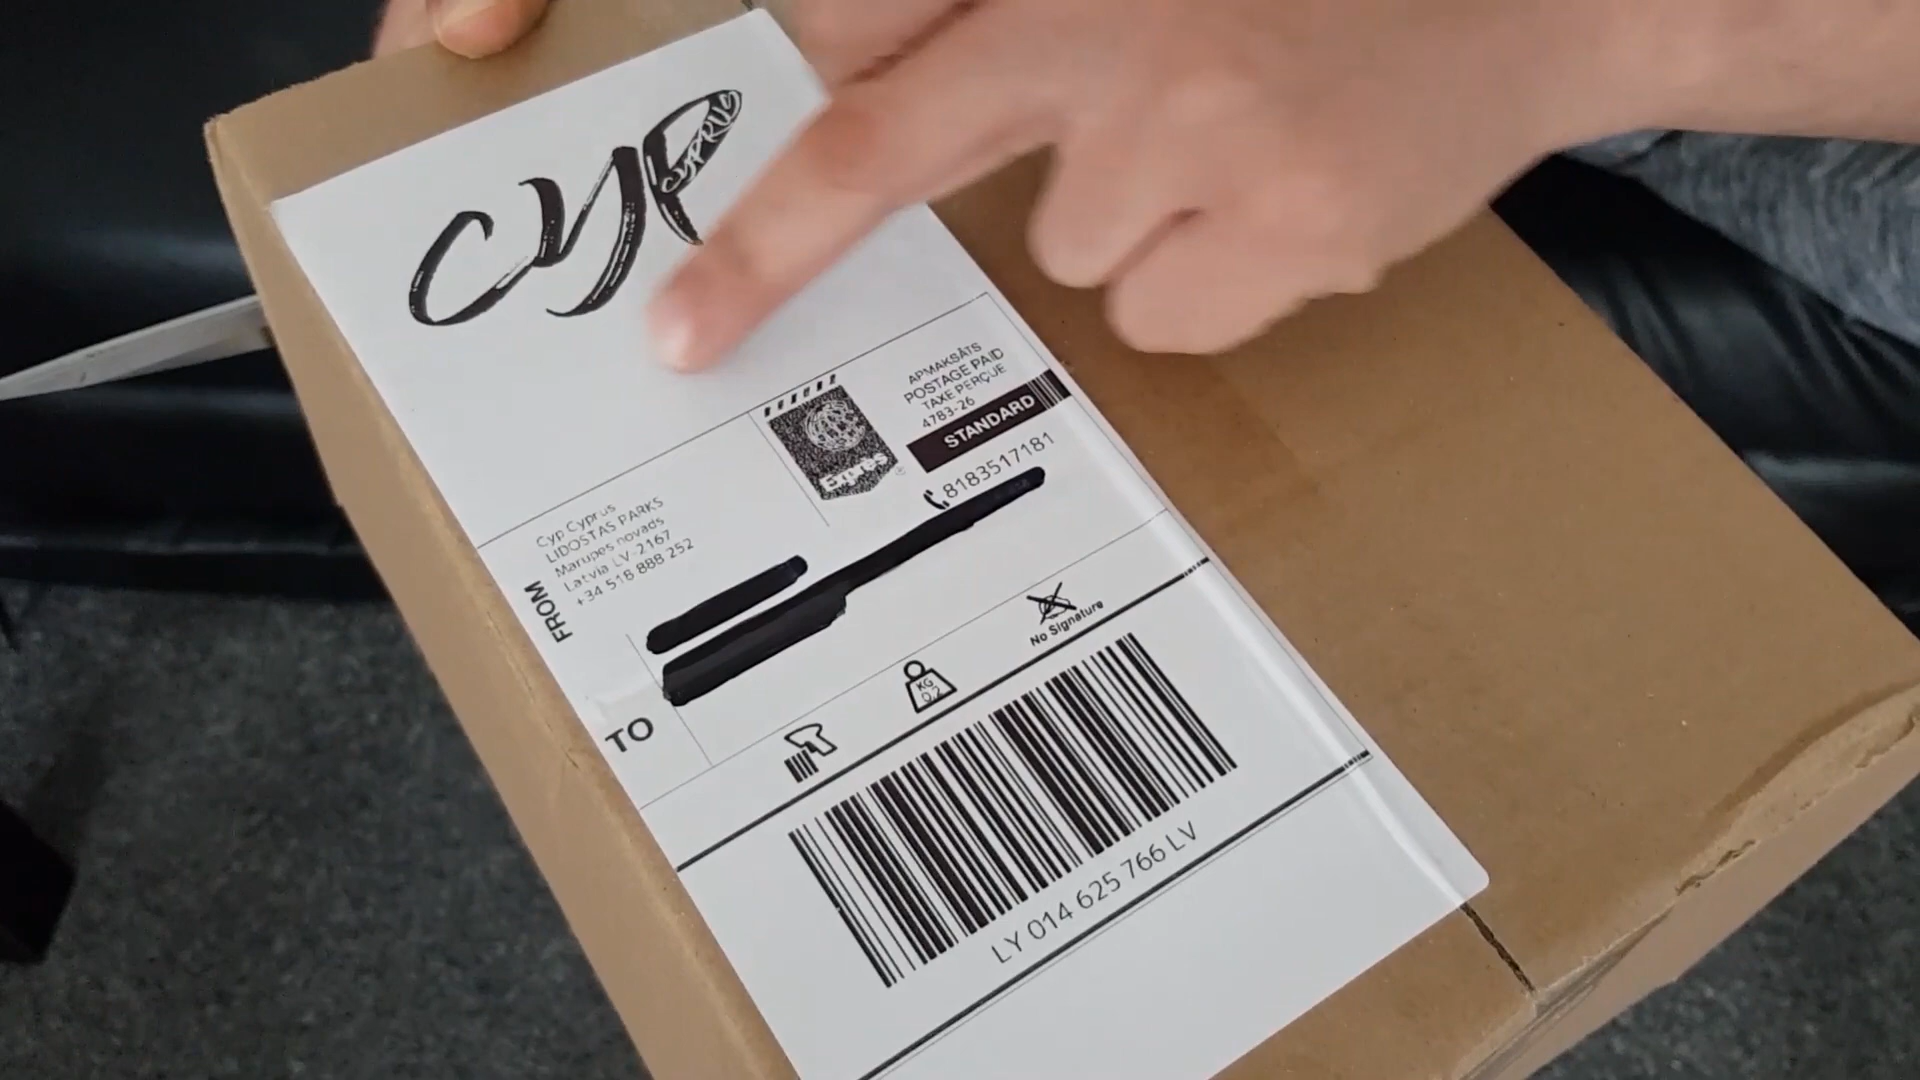 CYP
CYPRUS
APMAKSĀTS
POSTAGE PAID
TAXE PERÇUE
4783-26
STANDARD
8183517181
Exprés
FROM
Cyp Cyprus
LIDOSTAS PARKS
Marupes novads
Latvia LV-2167
+34 518 888 252
TO
KG
0.2
No Signature
LY 014 625 766 LV